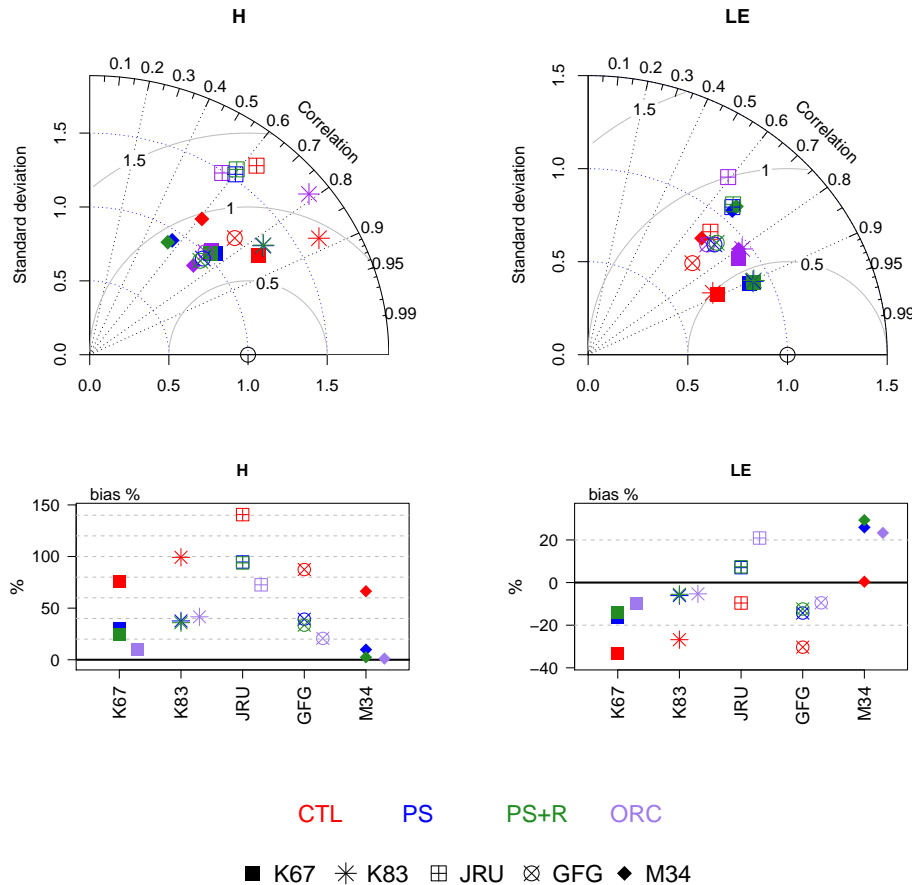 H
LE
0.1 0.2 0.3 0.4 0.5 0.6 0.7 0.8 0.9 0.95 0.99
Correlation
Standard deviation
0.0 0.5 1.0 1.5
1.5 1 0.5
0.0 0.5 1.0 1.5
0.1 0.2 0.3 0.4 0.5 0.6 0.7 0.8 0.9 0.95 0.99
Correlation
Standard deviation
0.0 0.5 1.0 1.5
1.5 1 0.5
0.0 0.5 1.0 1.5
H
bias %
%
150
100
50
0
K67 K83 JRU GFG M34
LE
bias %
%
20
0
−20
−40
K67 K83 JRU GFG M34
CTL PS PS+R ORC
K67 K83 JRU GFG M34